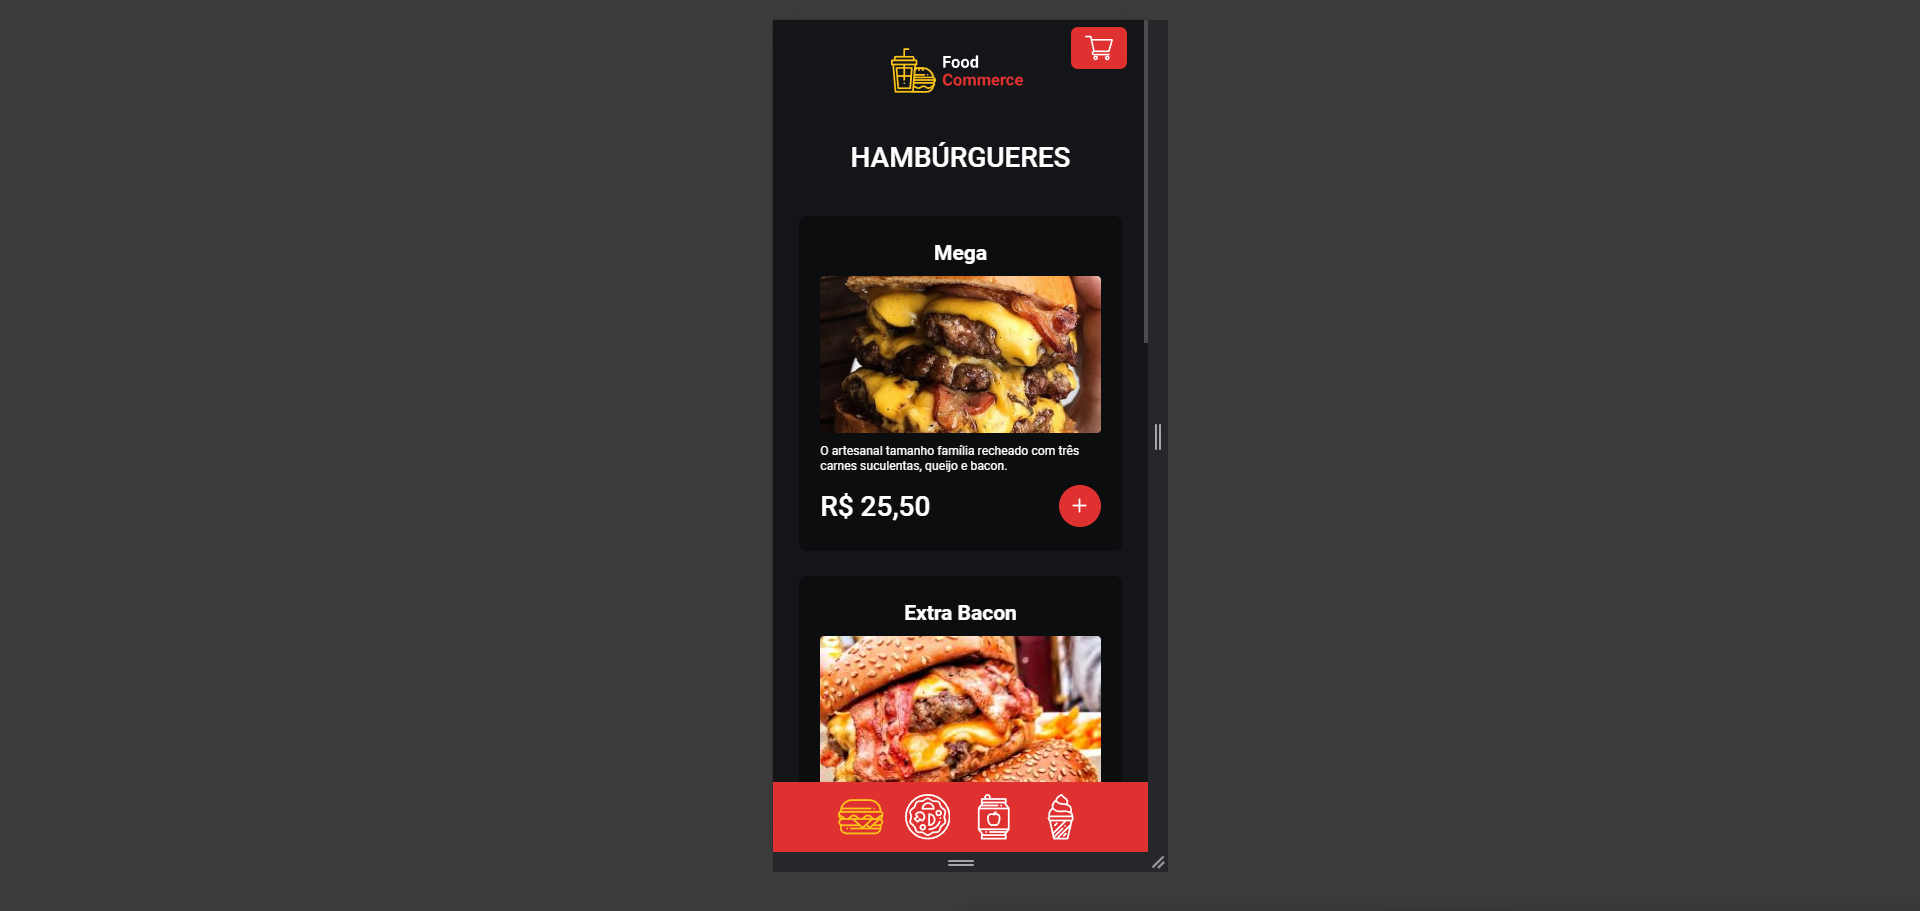 Food
Commerce
HAMBÚRGUERES
Mega
O artesanal tamanho família recheado com três
carnes suculentas, queijo e bacon.
R$ 25,50
Extra Bacon